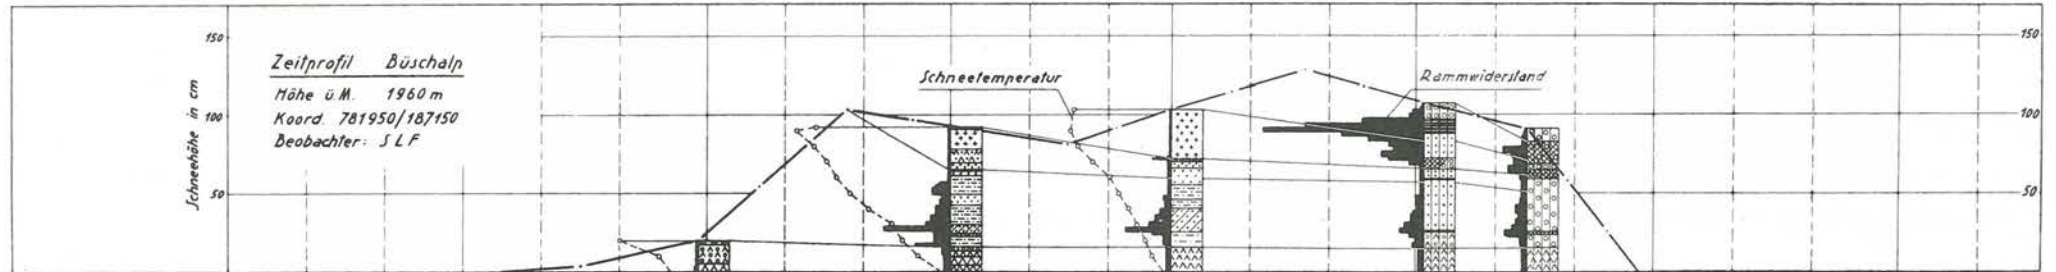 150
150
Zeitprofil Büschalp
Höhe ü.M. 1960 m
Koord. 781950/187150
Beobachter: SLF
Schneetemperatur
Rammwiderstand
Schneehöhe in cm
100
100
50
50